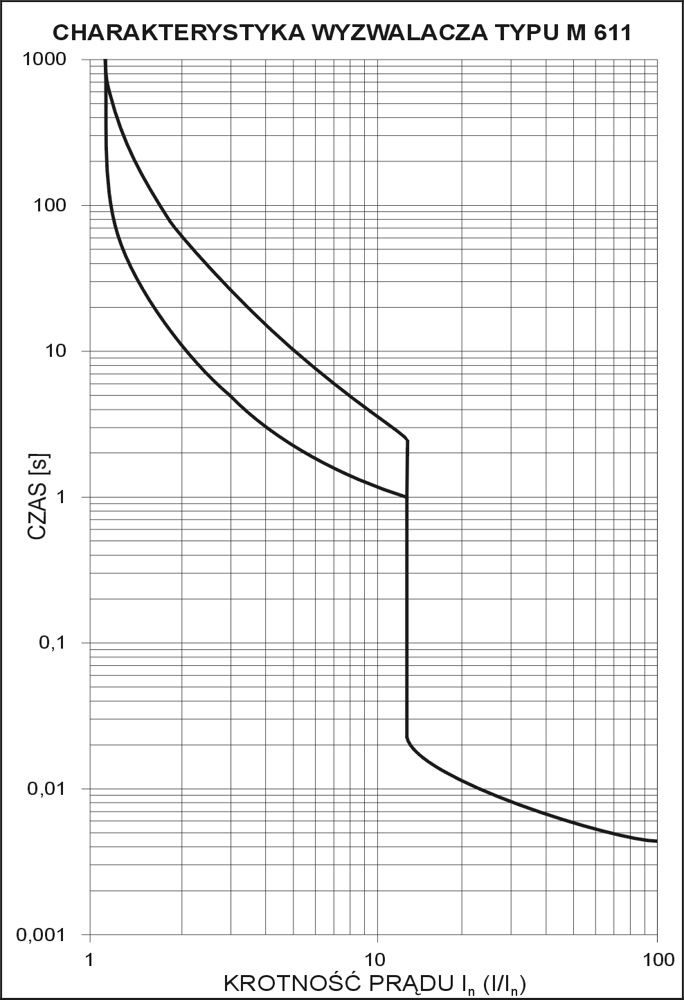 CHARAKTERYSTYKA WYZWALACZA TYPU M 611
1000
100
10
1
0,1
0,01
0,001
CZAS [s]
1 10 100
KROTNOŚĆ PRĄDU In (I/In)